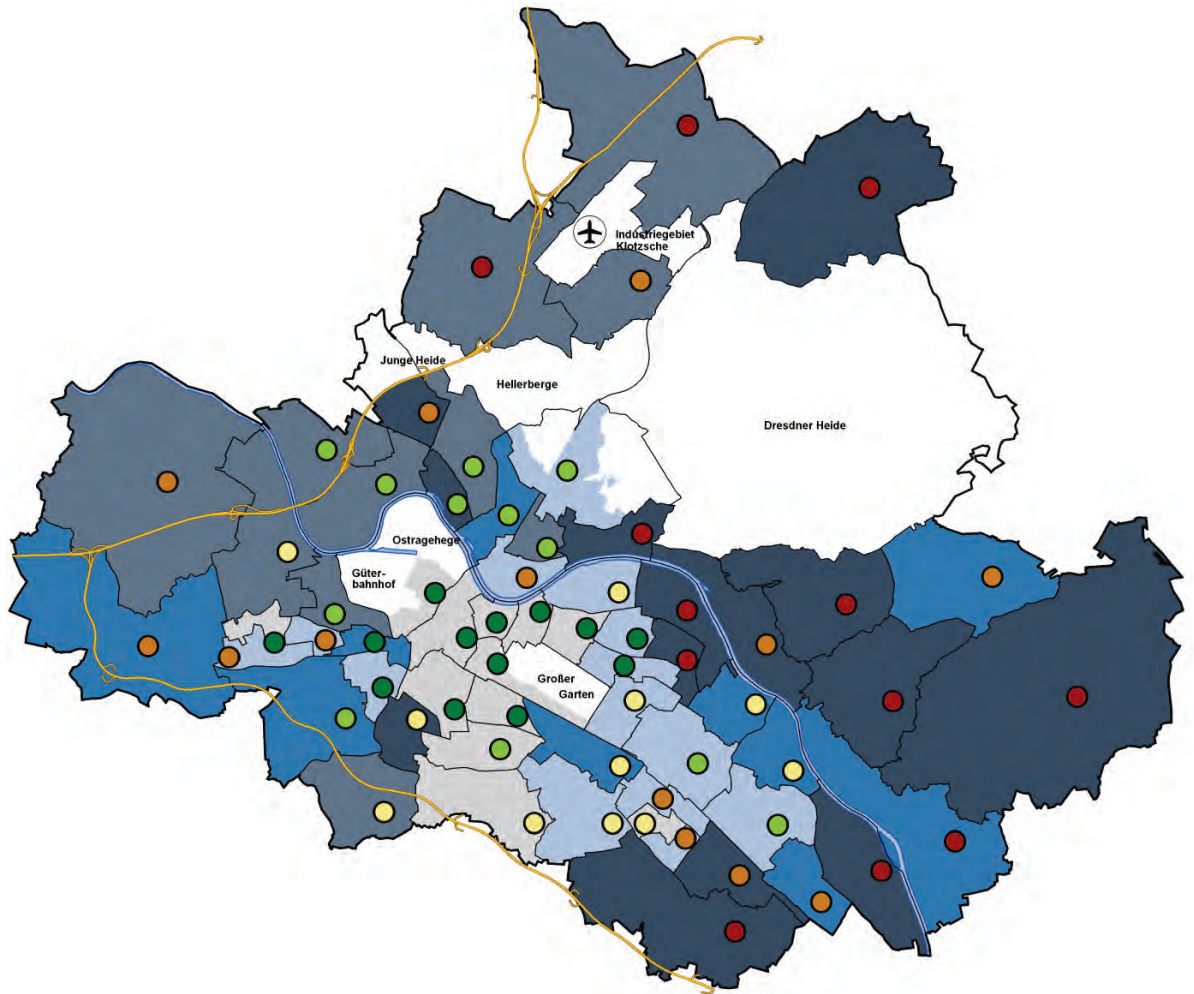 Industriegebiet
Klotzsche
Junge Heide
Hellerberge
Dresdner Heide
Ostragehege
Güter-
bahnhof
Großer
Garten